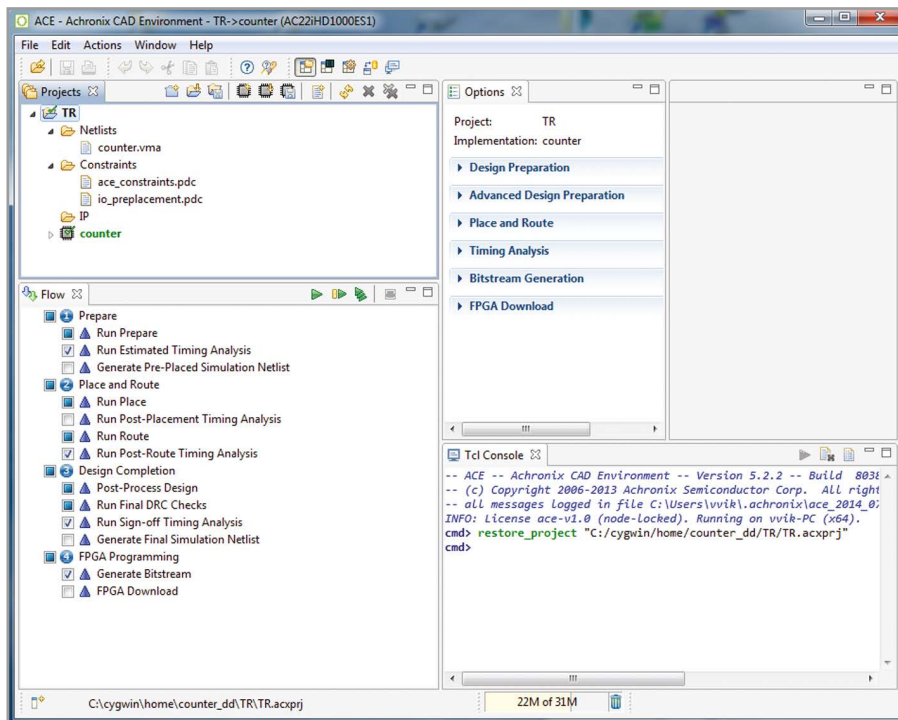 ACE - Achronix CAD Environment - TR->counter (AC22iHD1000ES1)
File Edit Actions Window Help
Projects
TR
Netlists
counter.vma
Constraints
ace_constraints.pdc
io_preplacement.pdc
IP
counter
Options
Project: TR
Implementation: counter
Design Preparation
Advanced Design Preparation
Place and Route
Timing Analysis
Bitstream Generation
FPGA Download
Flow
1 Prepare
Run Prepare
Run Estimated Timing Analysis
Generate Pre-Placed Simulation Netlist
2 Place and Route
Run Place
Run Post-Placement Timing Analysis
Run Route
Run Post-Route Timing Analysis
3 Design Completion
Post-Process Design
Run Final DRC Checks
Run Sign-off Timing Analysis
Generate Final Simulation Netlist
4 FPGA Programming
Generate Bitstream
FPGA Download
Tcl Console
-- ACE -- Achronix CAD Environment -- Version 5.2.2 -- Build 8038
-- (c) Copyright 2006-2013 Achronix Semiconductor Corp. All right
-- all messages logged in file C:\Users\vvik\.achronix\ace_2014_07
INFO: License ace-v1.0 (node-locked). Running on vvik-PC (x64).
cmd> restore_project "C:/cygwin/home/counter_dd/TR/TR.acxprj"
cmd>
C:\cygwin\home\counter_dd\TR\TR.acxprj
22M of 31M